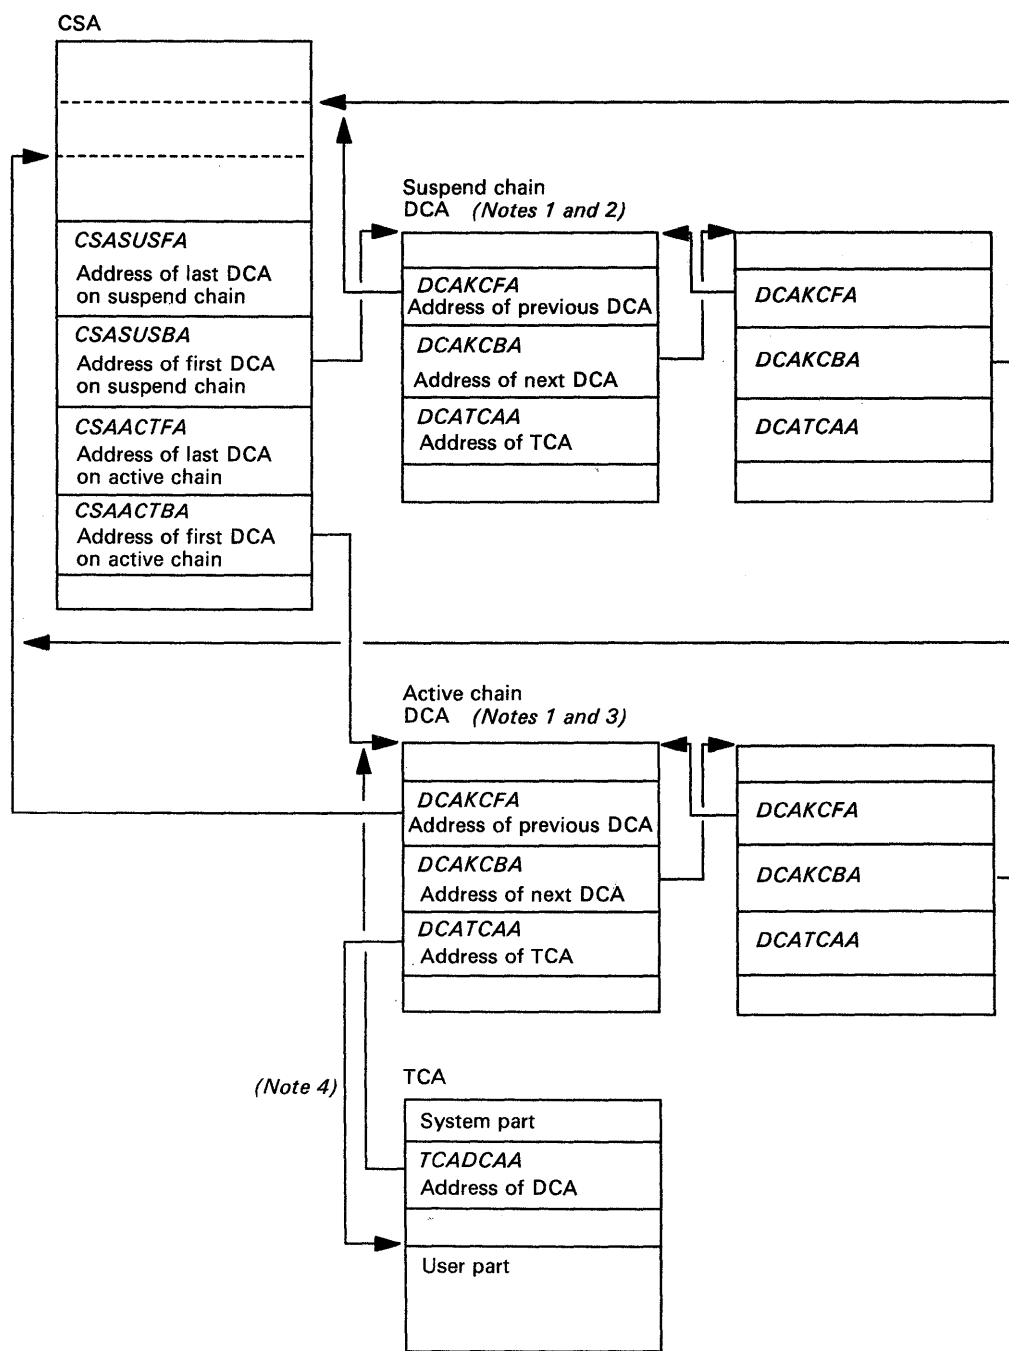 CSA
CSASUSFA
Address of last DCA
on suspend chain
CSASUSBA
Address of first DCA
on suspend chain
CSAACTFA
Address of last DCA
on active chain
CSAACTBA
Address of first DCA
on active chain
Suspend chain
DCA (Notes 1 and 2)
DCAKCFA
Address of previous DCA
DCAKCBA
Address of next DCA
DCATCAA
Address of TCA
DCAKCFA
DCAKCBA
DCATCAA
Active chain
DCA (Notes 1 and 3)
DCAKCFA
Address of previous DCA
DCAKCBA
Address of next DCA
DCATCAA
Address of TCA
DCAKCFA
DCAKCBA
DCATCAA
(Note 4)
TCA
System part
TCADCAA
Address of DCA
User part